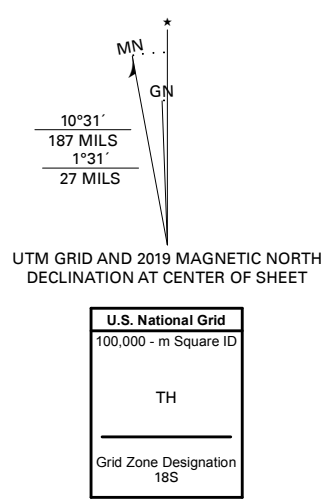 ★
MN
GN
10°31´
187 MILS
1°31´
27 MILS
UTM GRID AND 2019 MAGNETIC NORTH
DECLINATION AT CENTER OF SHEET
U.S. National Grid
100,000 - m Square ID
TH
Grid Zone Designation
18S